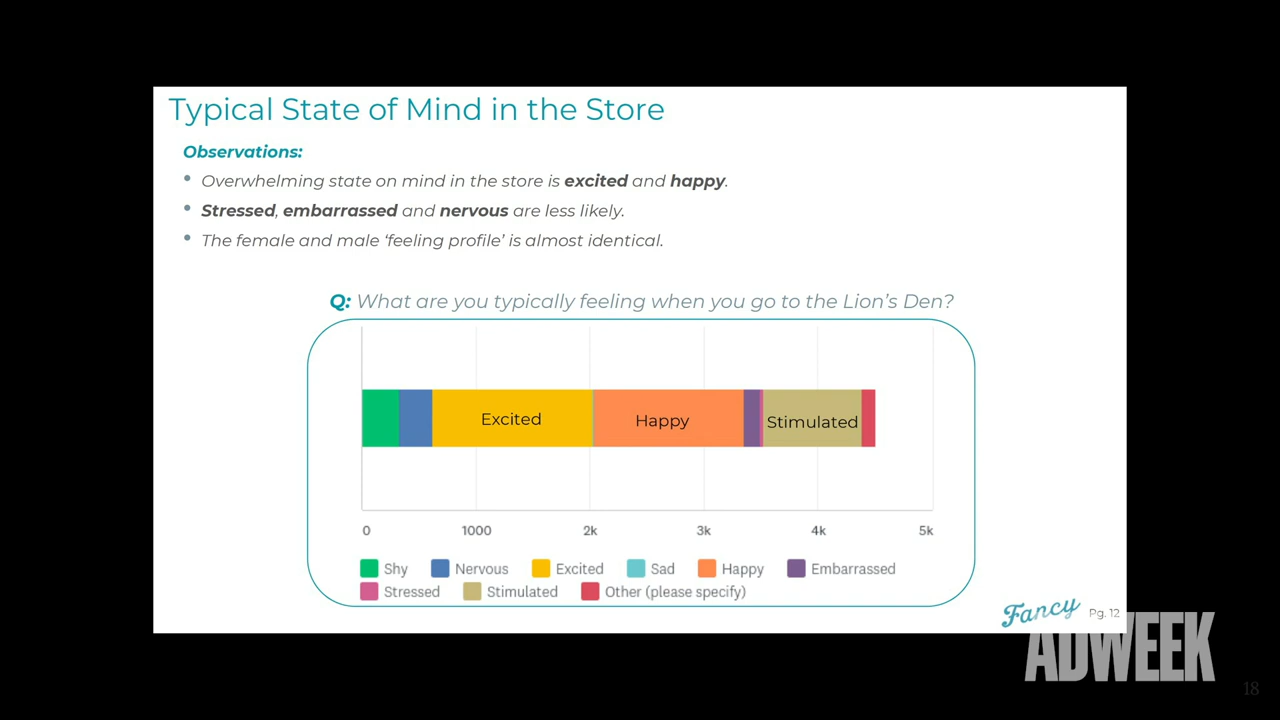 Typical State of Mind in the Store
Observations:
• Overwhelming state on mind in the store is excited and happy.
• Stressed, embarrassed and nervous are less likely.
• The female and male ‘feeling profile’ is almost identical.
Q: What are you typically feeling when you go to the Lion’s Den?
Excited Happy Stimulated
0 1000 2k 3k 4k 5k
Shy Nervous Excited Sad Happy Embarrassed
Stressed Stimulated Other (please specify)
Fancy Pg. 12
ADWEEK
18